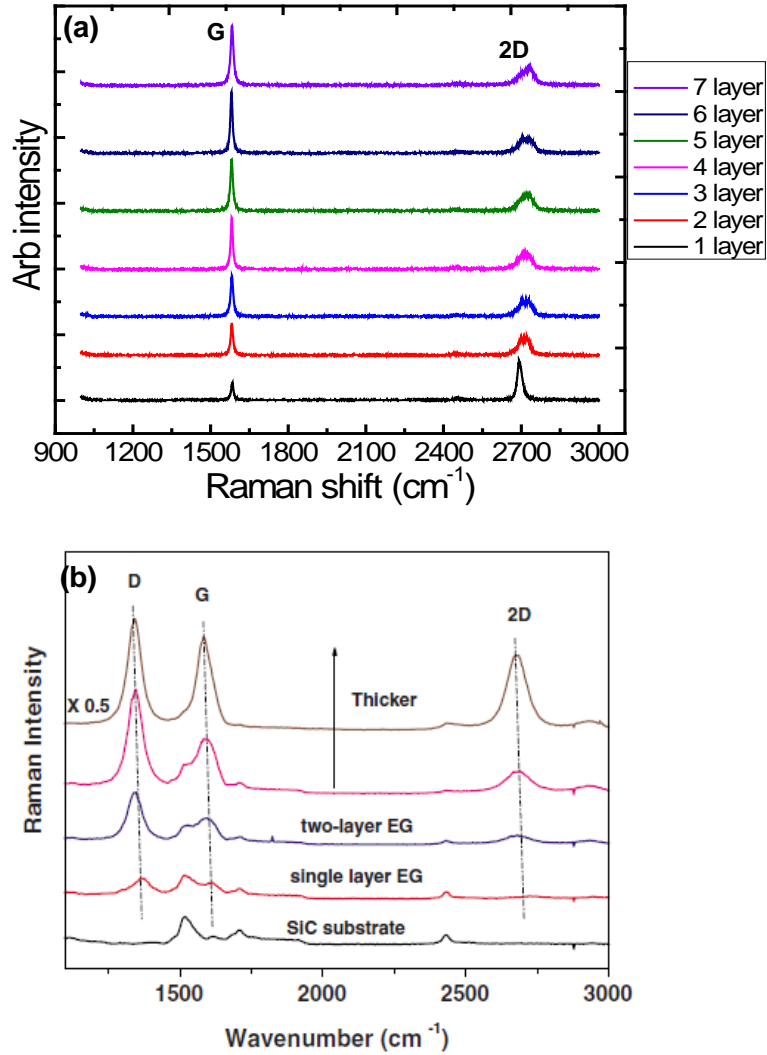 (a)
G
2D
7 layer
6 layer
5 layer
4 layer
3 layer
2 layer
1 layer
Arb intensity
900 1200 1500 1800 2100 2400 2700 3000
Raman shift (cm⁻¹)
(b)
D
G
2D
X 0.5
Thicker
two-layer EG
single layer EG
SiC substrate
Raman Intensity
1500 2000 2500 3000
Wavenumber (cm ⁻¹)